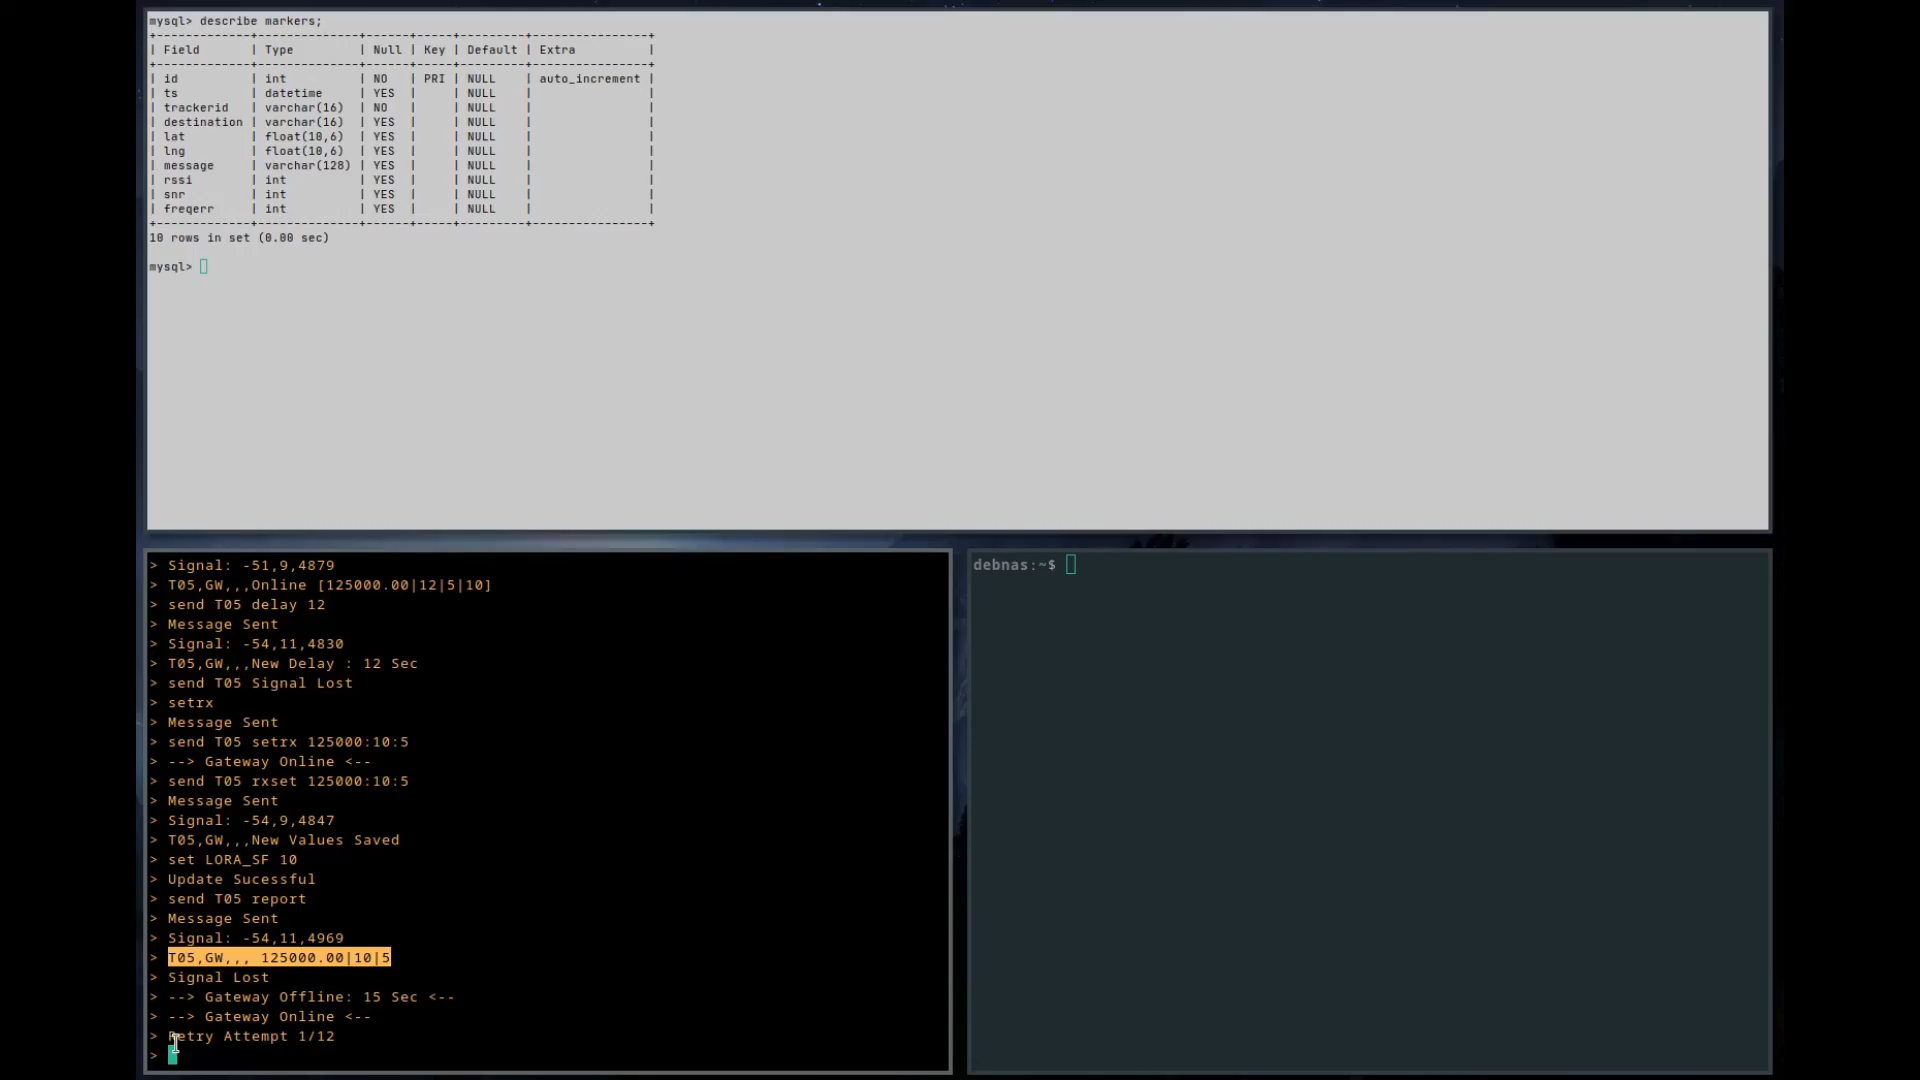 mysql> describe markers;
+-------------+--------------+------+-----+---------+----------------+
| Field       | Type         | Null | Key | Default | Extra          |
+-------------+--------------+------+-----+---------+----------------+
| id          | int          | NO   | PRI | NULL    | auto_increment |
| ts          | datetime     | YES  |     | NULL    |                |
| trackerid   | varchar(16)  | NO   |     | NULL    |                |
| destination | varchar(16)  | YES  |     | NULL    |                |
| lat         | float(10,6)  | YES  |     | NULL    |                |
| lng         | float(10,6)  | YES  |     | NULL    |                |
| message     | varchar(128) | YES  |     | NULL    |                |
| rssi        | int          | YES  |     | NULL    |                |
| snr         | int          | YES  |     | NULL    |                |
| freqerr     | int          | YES  |     | NULL    |                |
+-------------+--------------+------+-----+---------+----------------+
10 rows in set (0.00 sec)
mysql>
> Signal: -51,9,4879
> T05,GW,,,Online [125000.00|12|5|10]
> send T05 delay 12
> Message Sent
> Signal: -54,11,4830
> T05,GW,,,New Delay : 12 Sec
> send T05 Signal Lost
> setrx
> Message Sent
> send T05 setrx 125000:10:5
> --> Gateway Online <--
> send T05 rxset 125000:10:5
> Message Sent
> Signal: -54,9,4847
> T05,GW,,,New Values Saved
> set LORA_SF 10
> Update Sucessful
> send T05 report
> Message Sent
> Signal: -54,11,4969
> T05,GW,,, 125000.00|10|5
> Signal Lost
> --> Gateway Offline: 15 Sec <--
> --> Gateway Online <--
> Retry Attempt 1/12
>
debnas:~$